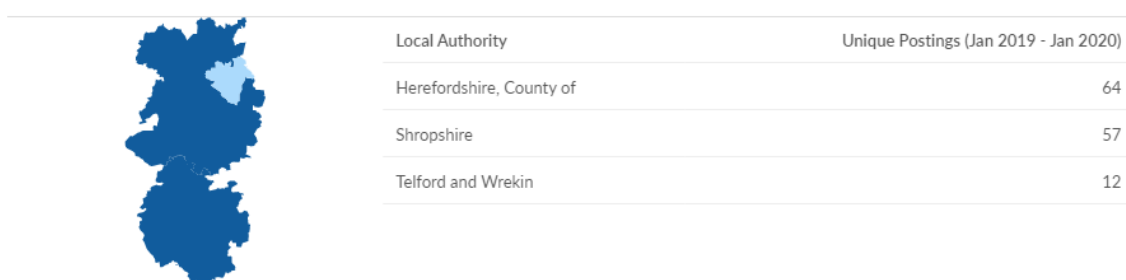 Local Authority Unique Postings (Jan 2019 - Jan 2020)
Herefordshire, County of 64
Shropshire 57
Telford and Wrekin 12